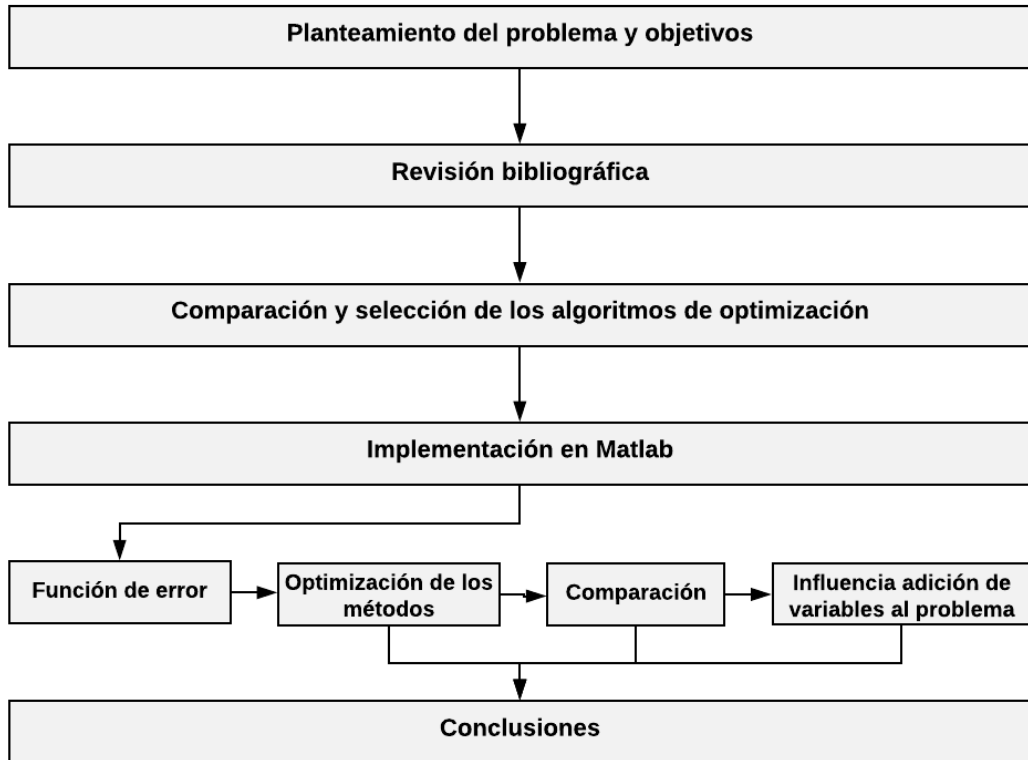 Planteamiento del problema y objetivos
Revisión bibliográfica
Comparación y selección de los algoritmos de optimización
Implementación en Matlab
Función de error
Optimización de los
métodos
Comparación
Influencia adición de
variables al problema
Conclusiones